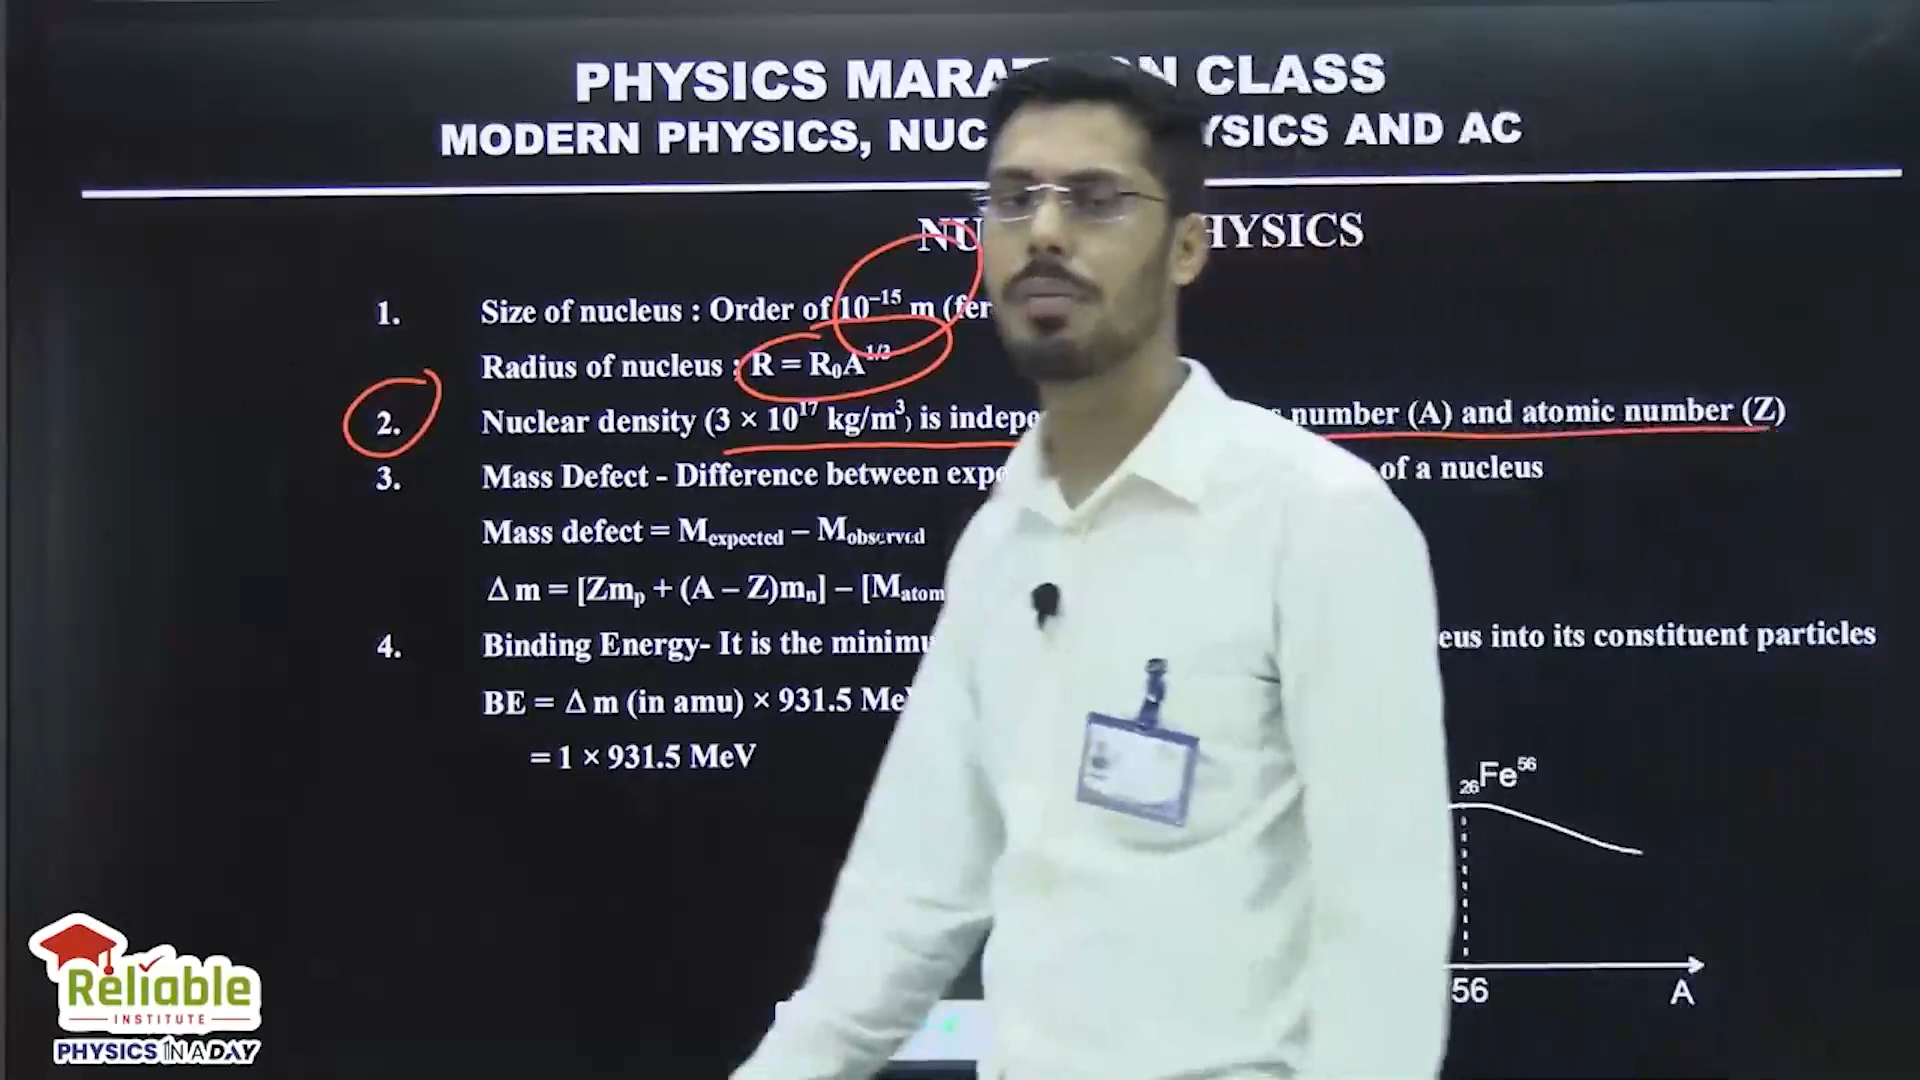 PHYSICS MARAT N CLASS
MODERN PHYSICS, NUC YSICS AND AC
NU HYSICS
1. Size of nucleus : Order of 10⁻¹⁵ m (fer
Radius of nucleus : R = R₀A^1/3
2. Nuclear density (3 × 10¹⁷ kg/m³) is indepe number (A) and atomic number (Z)
3. Mass Defect - Difference between expe of a nucleus
Mass defect = M_expected − M_observed
Δ m = [Zm_p + (A − Z)m_n] − [M_atom
4. Binding Energy- It is the minimu eus into its constituent particles
BE = Δ m (in amu) × 931.5 MeV
= 1 × 931.5 MeV
₂₆Fe⁵⁶
56
A
Reliable
INSTITUTE
PHYSICS IN A DAY